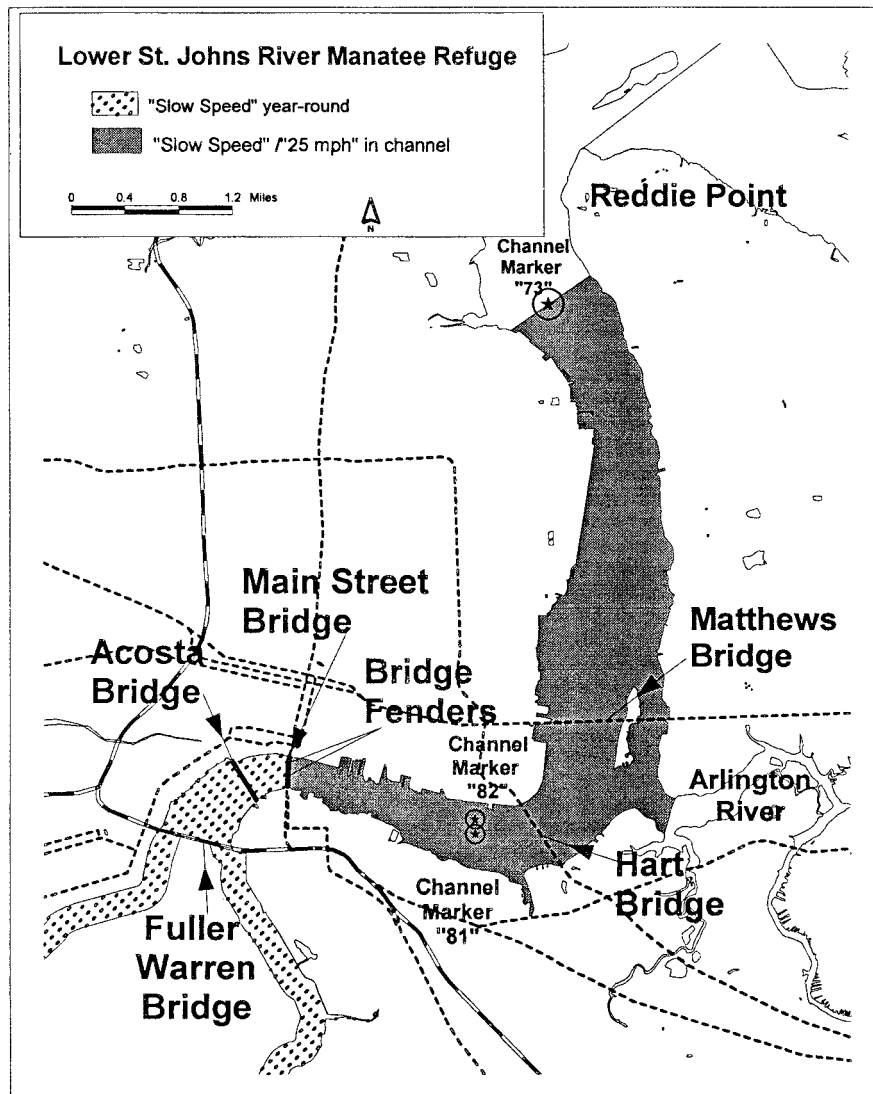 Lower St. Johns River Manatee Refuge
"Slow Speed" year-round
"Slow Speed" /"25 mph" in channel
0 0.4 0.8 1.2 Miles
N
Reddie Point
Channel
Marker
"73"
Main Street
Bridge
Matthews
Bridge
Acosta
Bridge
Bridge
Fenders
Channel
Marker
"82"
Arlington
River
Hart
Bridge
Channel
Marker
"81"
Fuller
Warren
Bridge